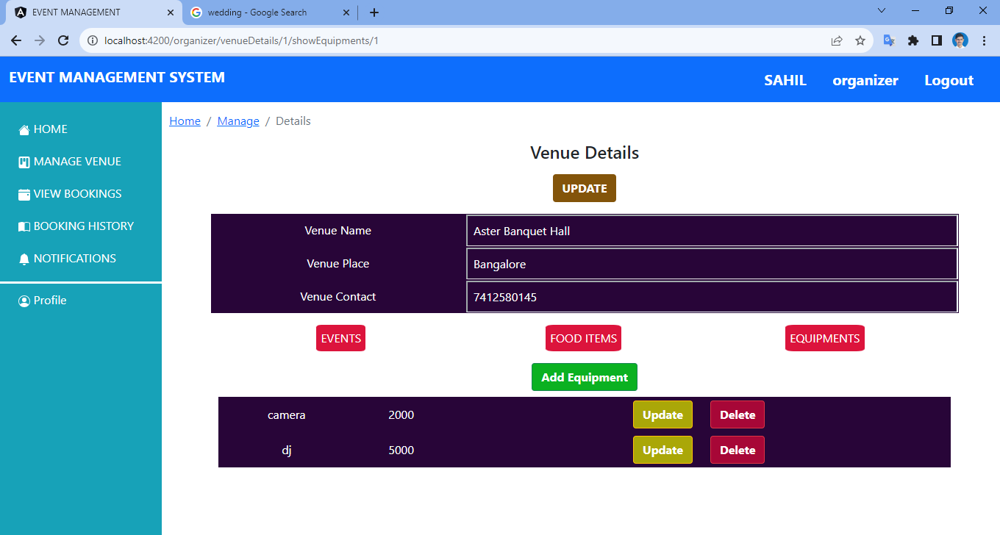 EVENT MANAGEMENT
wedding - Google Search
localhost:4200/organizer/venueDetails/1/showEquipments/1
EVENT MANAGEMENT SYSTEM
SAHIL organizer Logout
HOME
MANAGE VENUE
VIEW BOOKINGS
BOOKING HISTORY
NOTIFICATIONS
Profile
Home / Manage / Details
Venue Details
UPDATE
Venue Name Aster Banquet Hall
Venue Place Bangalore
Venue Contact 7412580145
EVENTS FOOD ITEMS EQUIPMENTS
Add Equipment
camera 2000 Update Delete
dj 5000 Update Delete